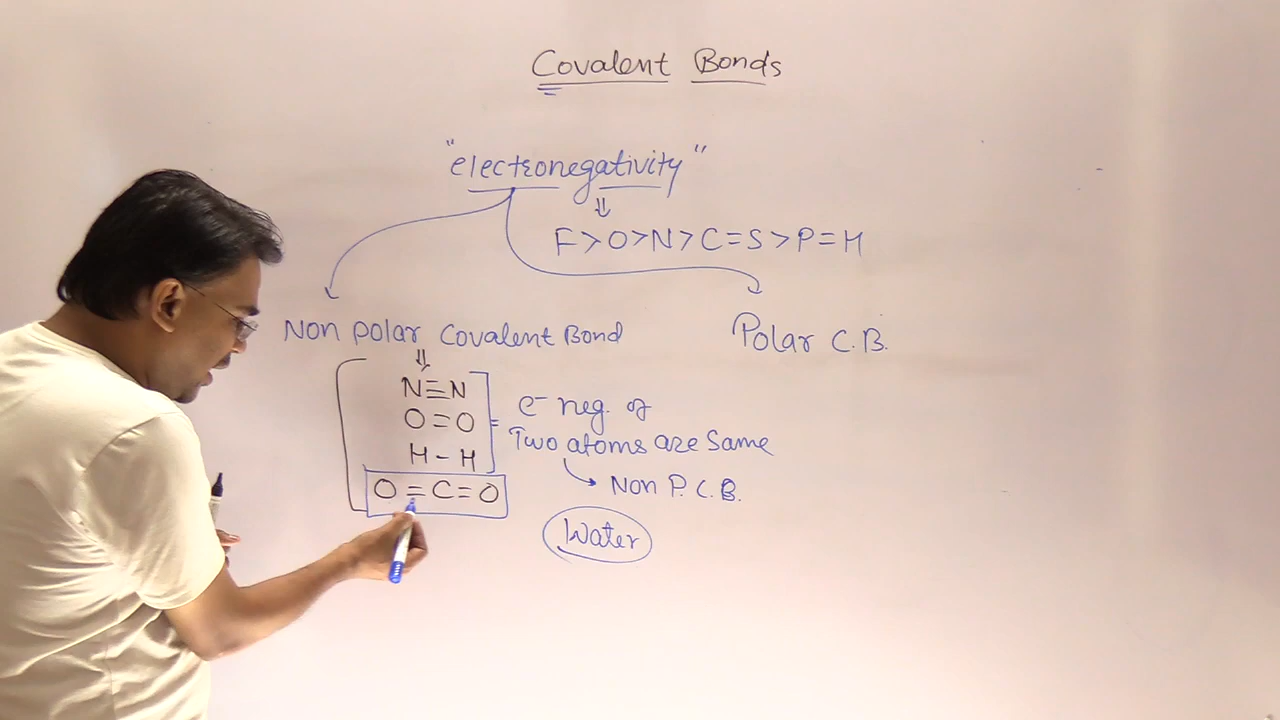 Covalent Bonds
"electronegativity"
F>O>N>C=S>P=H
Non polar Covalent Bond
Polar C.B.
N≡N
O=O
H-H
O=C=O
= e⁻ neg. of
Two atoms are Same
Non P.C.B.
Water